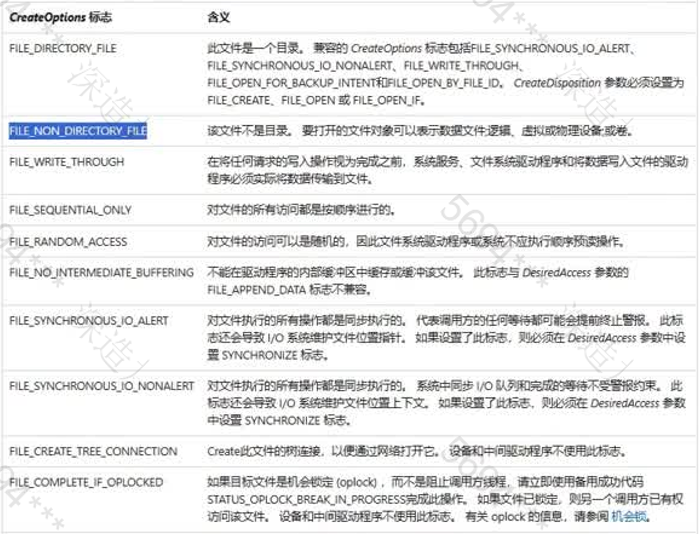 CreateOptions 标志 含义
FILE_DIRECTORY_FILE 此文件是一个目录。 兼容的 CreateOptions 标志包括FILE_SYNCHRONOUS_IO_ALERT、
FILE_SYNCHRONOUS_IO_NONALERT、FILE_WRITE_THROUGH、
FILE_OPEN_FOR_BACKUP_INTENT和FILE_OPEN_BY_FILE_ID。 CreateDisposition 参数必须设置为
FILE_CREATE、FILE_OPEN 或 FILE_OPEN_IF。
FILE_NON_DIRECTORY_FILE 该文件不是目录。 要打开的文件对象可以表示数据文件;逻辑、虚拟或物理设备;或卷。
FILE_WRITE_THROUGH 在将任何请求的写入操作视为完成之前，系统服务、文件系统驱动程序和将数据写入文件的驱动
程序必须实际将数据传输到文件。
FILE_SEQUENTIAL_ONLY 对文件的所有访问都是按顺序进行的。
FILE_RANDOM_ACCESS 对文件的访问可以是随机的，因此文件系统驱动程序或系统不应执行顺序预读操作。
FILE_NO_INTERMEDIATE_BUFFERING 不能在驱动程序的内部缓冲区中缓存或缓冲该文件。 此标志与 DesiredAccess 参数的
FILE_APPEND_DATA 标志不兼容。
FILE_SYNCHRONOUS_IO_ALERT 对文件执行的所有操作都是同步执行的。 代表调用方的任何等待都可能会提前终止警报。 此标
志还会导致 I/O 系统维护文件位置指针。 如果设置了此标志，则必须在 DesiredAccess 参数中设
置 SYNCHRONIZE 标志。
FILE_SYNCHRONOUS_IO_NONALERT 对文件执行的所有操作都是同步执行的。 系统中同步 I/O 队列和完成的等待不受警报约束。 此
标志还会导致 I/O 系统维护文件位置上下文。 如果设置了此标志，则必须在 DesiredAccess 参数
中设置 SYNCHRONIZE 标志。
FILE_CREATE_TREE_CONNECTION Create此文件的树连接，以便通过网络打开它。 设备和中间驱动程序不使用此标志。
FILE_COMPLETE_IF_OPLOCKED 如果目标文件是机会锁定 (oplock) ，而不是阻止调用方线程，请立即使用备用成功代码
STATUS_OPLOCK_BREAK_IN_PROGRESS完成此操作。 如果文件已锁定，则另一个调用方已有权
访问该文件。 设备和中间驱动程序不使用此标志。 有关 oplock 的信息，请参阅 机会锁。